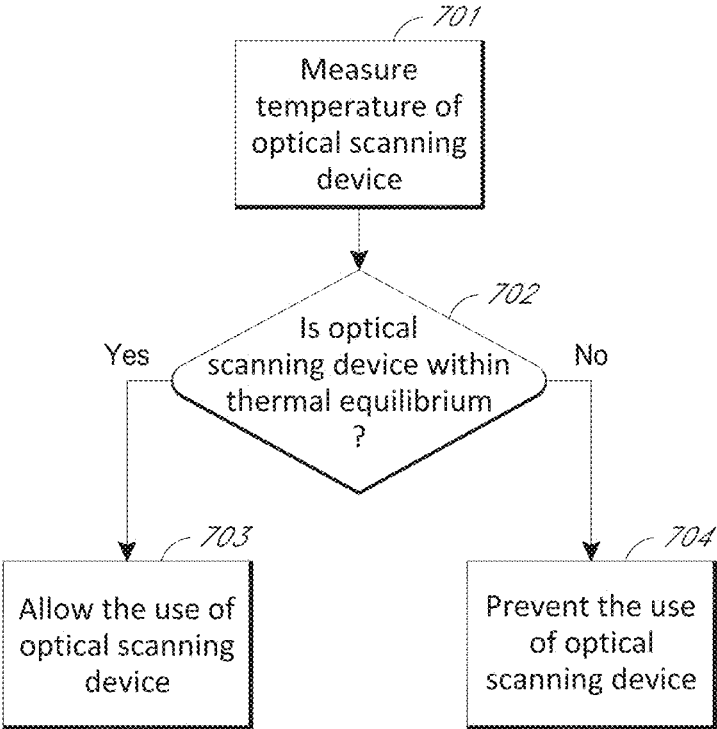 701
Measure
temperature of
optical scanning
device
702
Is optical
scanning device within
thermal equilibrium
?
Yes
No
703
Allow the use of
optical scanning
device
704
Prevent the use
of optical
scanning device